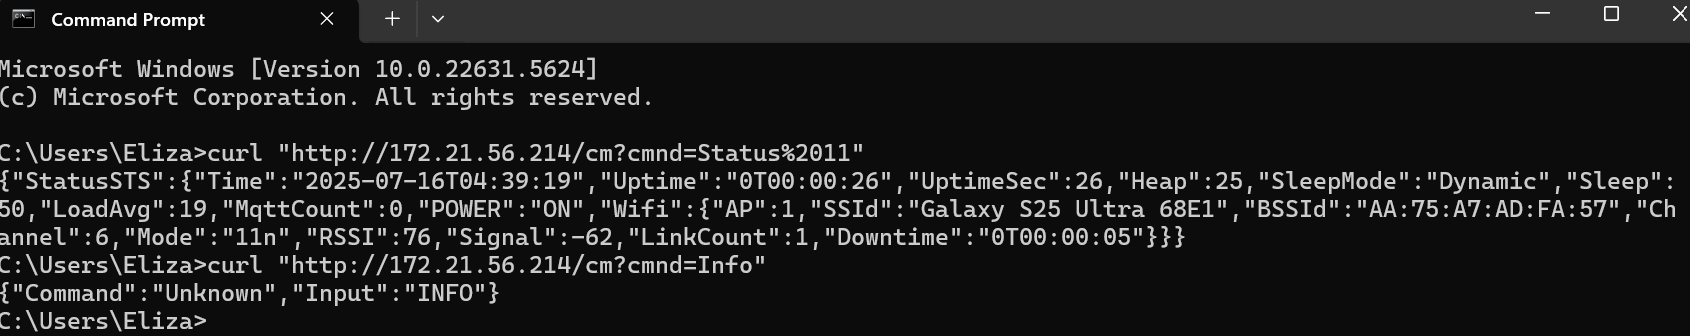 Command Prompt
Microsoft Windows [Version 10.0.22631.5624]
(c) Microsoft Corporation. All rights reserved.
C:\Users\Eliza>curl "http://172.21.56.214/cm?cmnd=Status%2011"
{"StatusSTS":{"Time":"2025-07-16T04:39:19","Uptime":"0T00:00:26","UptimeSec":26,"Heap":25,"SleepMode":"Dynamic","Sleep":
50,"LoadAvg":19,"MqttCount":0,"POWER":"ON","Wifi":{"AP":1,"SSId":"Galaxy S25 Ultra 68E1","BSSId":"AA:75:A7:AD:FA:57","Ch
annel":6,"Mode":"11n","RSSI":76,"Signal":-62,"LinkCount":1,"Downtime":"0T00:00:05"}}}
C:\Users\Eliza>curl "http://172.21.56.214/cm?cmnd=Info"
{"Command":"Unknown","Input":"INFO"}
C:\Users\Eliza>